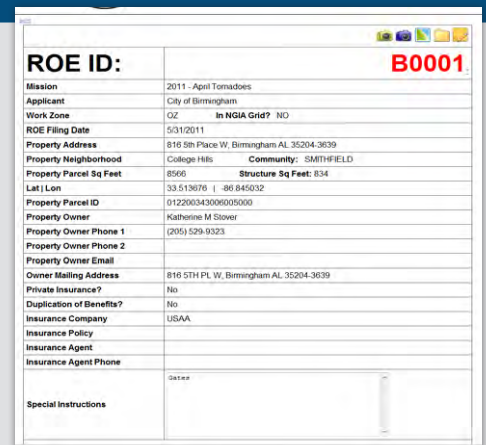 ROE ID: B0001
Mission 2011 - April Tornadoes
Applicant City of Birmingham
Work Zone OZ In NGIA Grid? NO
ROE Filing Date 5/31/2011
Property Address 816 5th Place W, Birmingham AL 35204-3639
Property Neighborhood College Hills Community: SMITHFIELD
Property Parcel Sq Feet 8566 Structure Sq Feet: 834
Lat | Lon 33.513676 | -86.845032
Property Parcel ID 012200343006005000
Property Owner Katherine M Stover
Property Owner Phone 1 (205) 529-9323
Property Owner Phone 2
Property Owner Email
Owner Mailing Address 816 5TH PL W, Birmingham AL 35204-3639
Private Insurance? No
Duplication of Benefits? No
Insurance Company USAA
Insurance Policy
Insurance Agent
Insurance Agent Phone
Special Instructions Gates